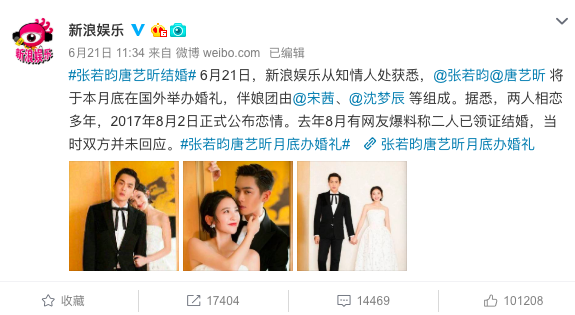 新浪娱乐
新浪娱乐
6月21日 11:34 来自 微博 weibo.com 已编辑
#张若昀唐艺昕结婚# 6月21日，新浪娱乐从知情人处获悉，@张若昀@唐艺昕 将
于本月底在国外举办婚礼，伴娘团由@宋茜、@沈梦辰 等组成。据悉，两人相恋
多年，2017年8月2日正式公布恋情。去年8月有网友爆料称二人已领证结婚，当
时双方并未回应。#张若昀唐艺昕月底办婚礼# 张若昀唐艺昕月底办婚礼
收藏 17404 14469 101208